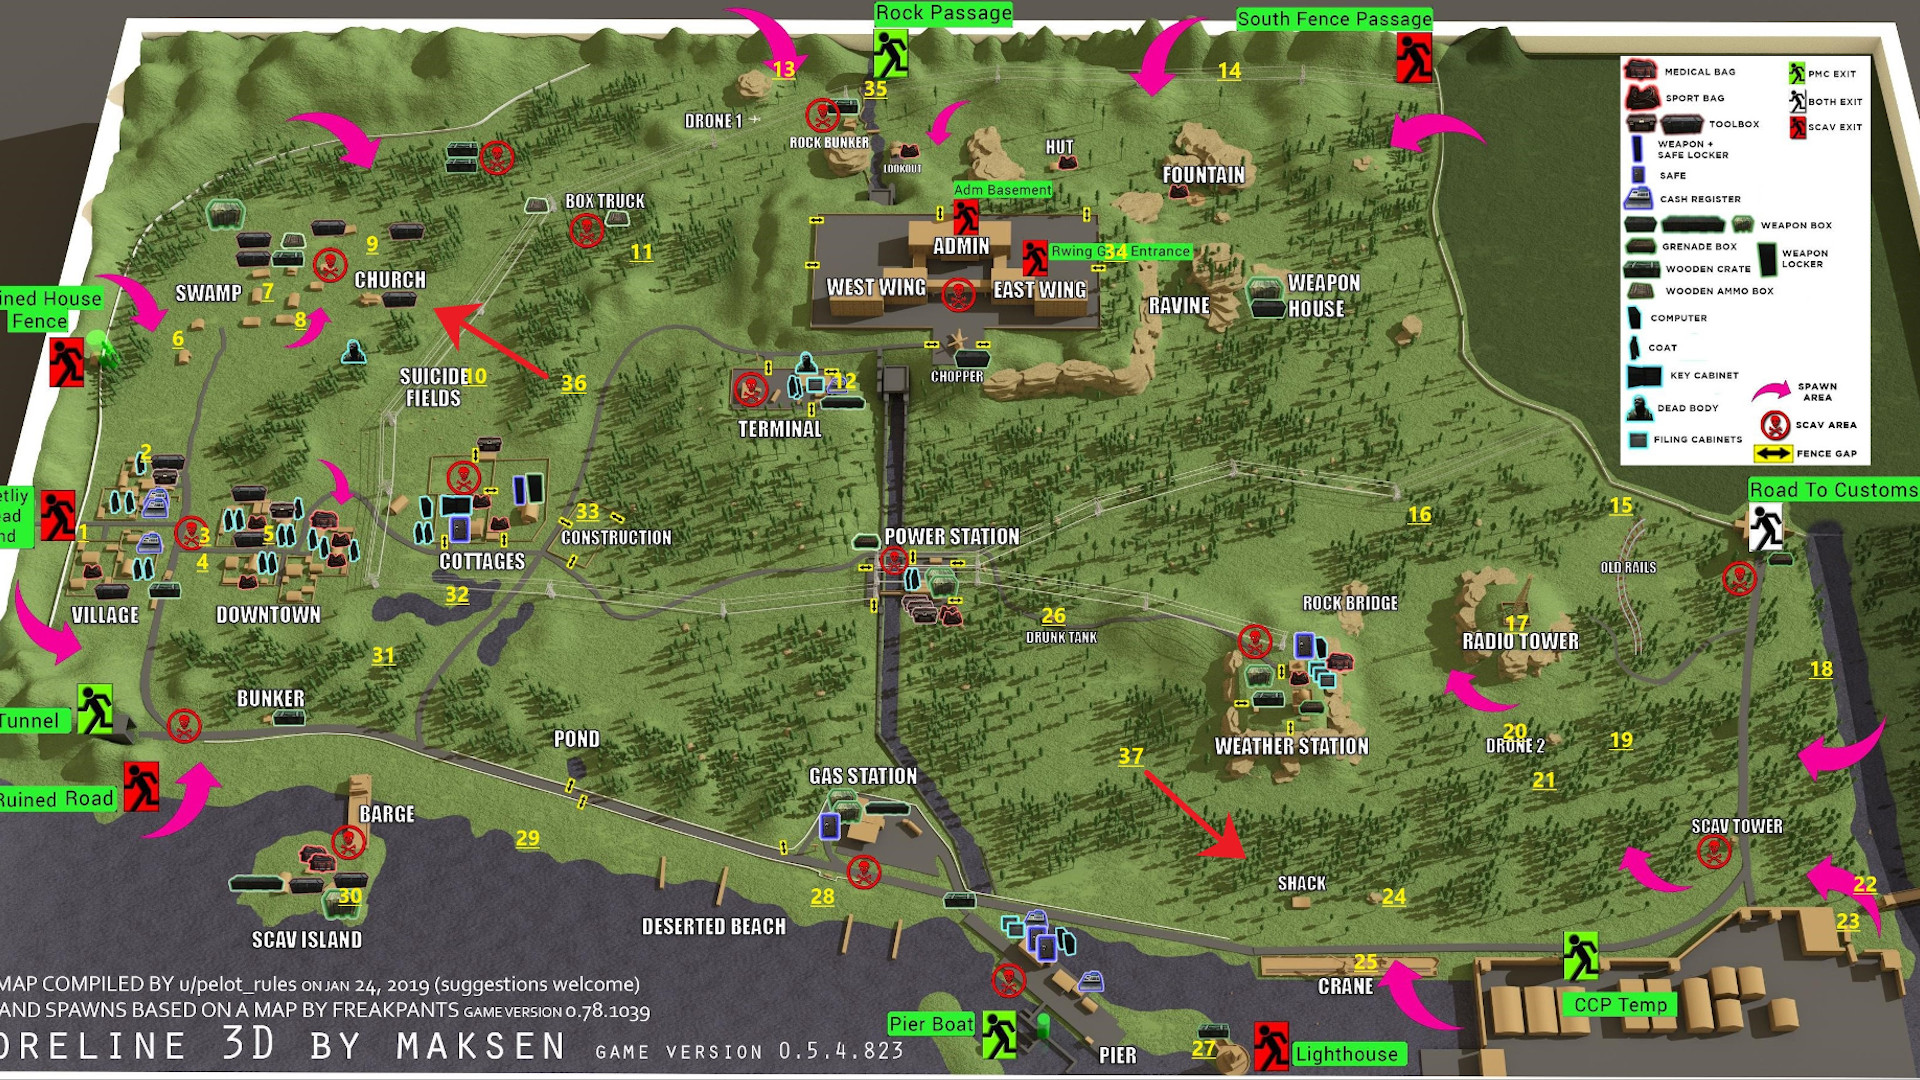 Rock Passage
South Fence Passage
13
14
35
DRONE 1
ROCK BUNKER
LOOKOUT
HUT
FOUNTAIN
Adm Basement
BOX TRUCK
9
11
ADMIN
Rwing G
34
Entrance
CHURCH
SWAMP
7
WEST WING
EAST WING
RAVINE
WEAPON
HOUSE
ined House
Fence
6
8
SUICIDE
FIELDS
10
36
12
CHOPPER
TERMINAL
MEDICAL BAG
SPORT BAG
TOOLBOX
WEAPON +
SAFE LOCKER
SAFE
CASH REGISTER
WEAPON BOX
GRENADE BOX
WOODEN CRATE
WEAPON
LOCKER
WOODEN AMMO BOX
COMPUTER
COAT
KEY CABINET
DEAD BODY
FILING CABINETS
PMC EXIT
BOTH EXIT
SCAV EXIT
SPAWN
AREA
SCAV AREA
FENCE GAP
2
etliy
ead
nd
1
3
4
5
33
CONSTRUCTION
COTTAGES
POWER STATION
16
15
Road To Customs
OLD RAILS
VILLAGE
DOWNTOWN
32
26
DRUNK TANK
ROCK BRIDGE
17
RADIO TOWER
31
18
Tunnel
BUNKER
POND
37
WEATHER STATION
20
DRONE 2
19
21
GAS STATION
Ruined Road
BARGE
29
28
SCAV TOWER
SHACK
24
22
23
30
SCAV ISLAND
DESERTED BEACH
25
CRANE
CCP Temp
Pier Boat
PIER
27
Lighthouse
MAP COMPILED BY u/pelot_rules ON JAN 24, 2019 (suggestions welcome)
AND SPAWNS BASED ON A MAP BY FREAKPANTS GAME VERSION 0.78.1039
ORELINE 3D BY MAKSEN GAME VERSION 0.5.4.823